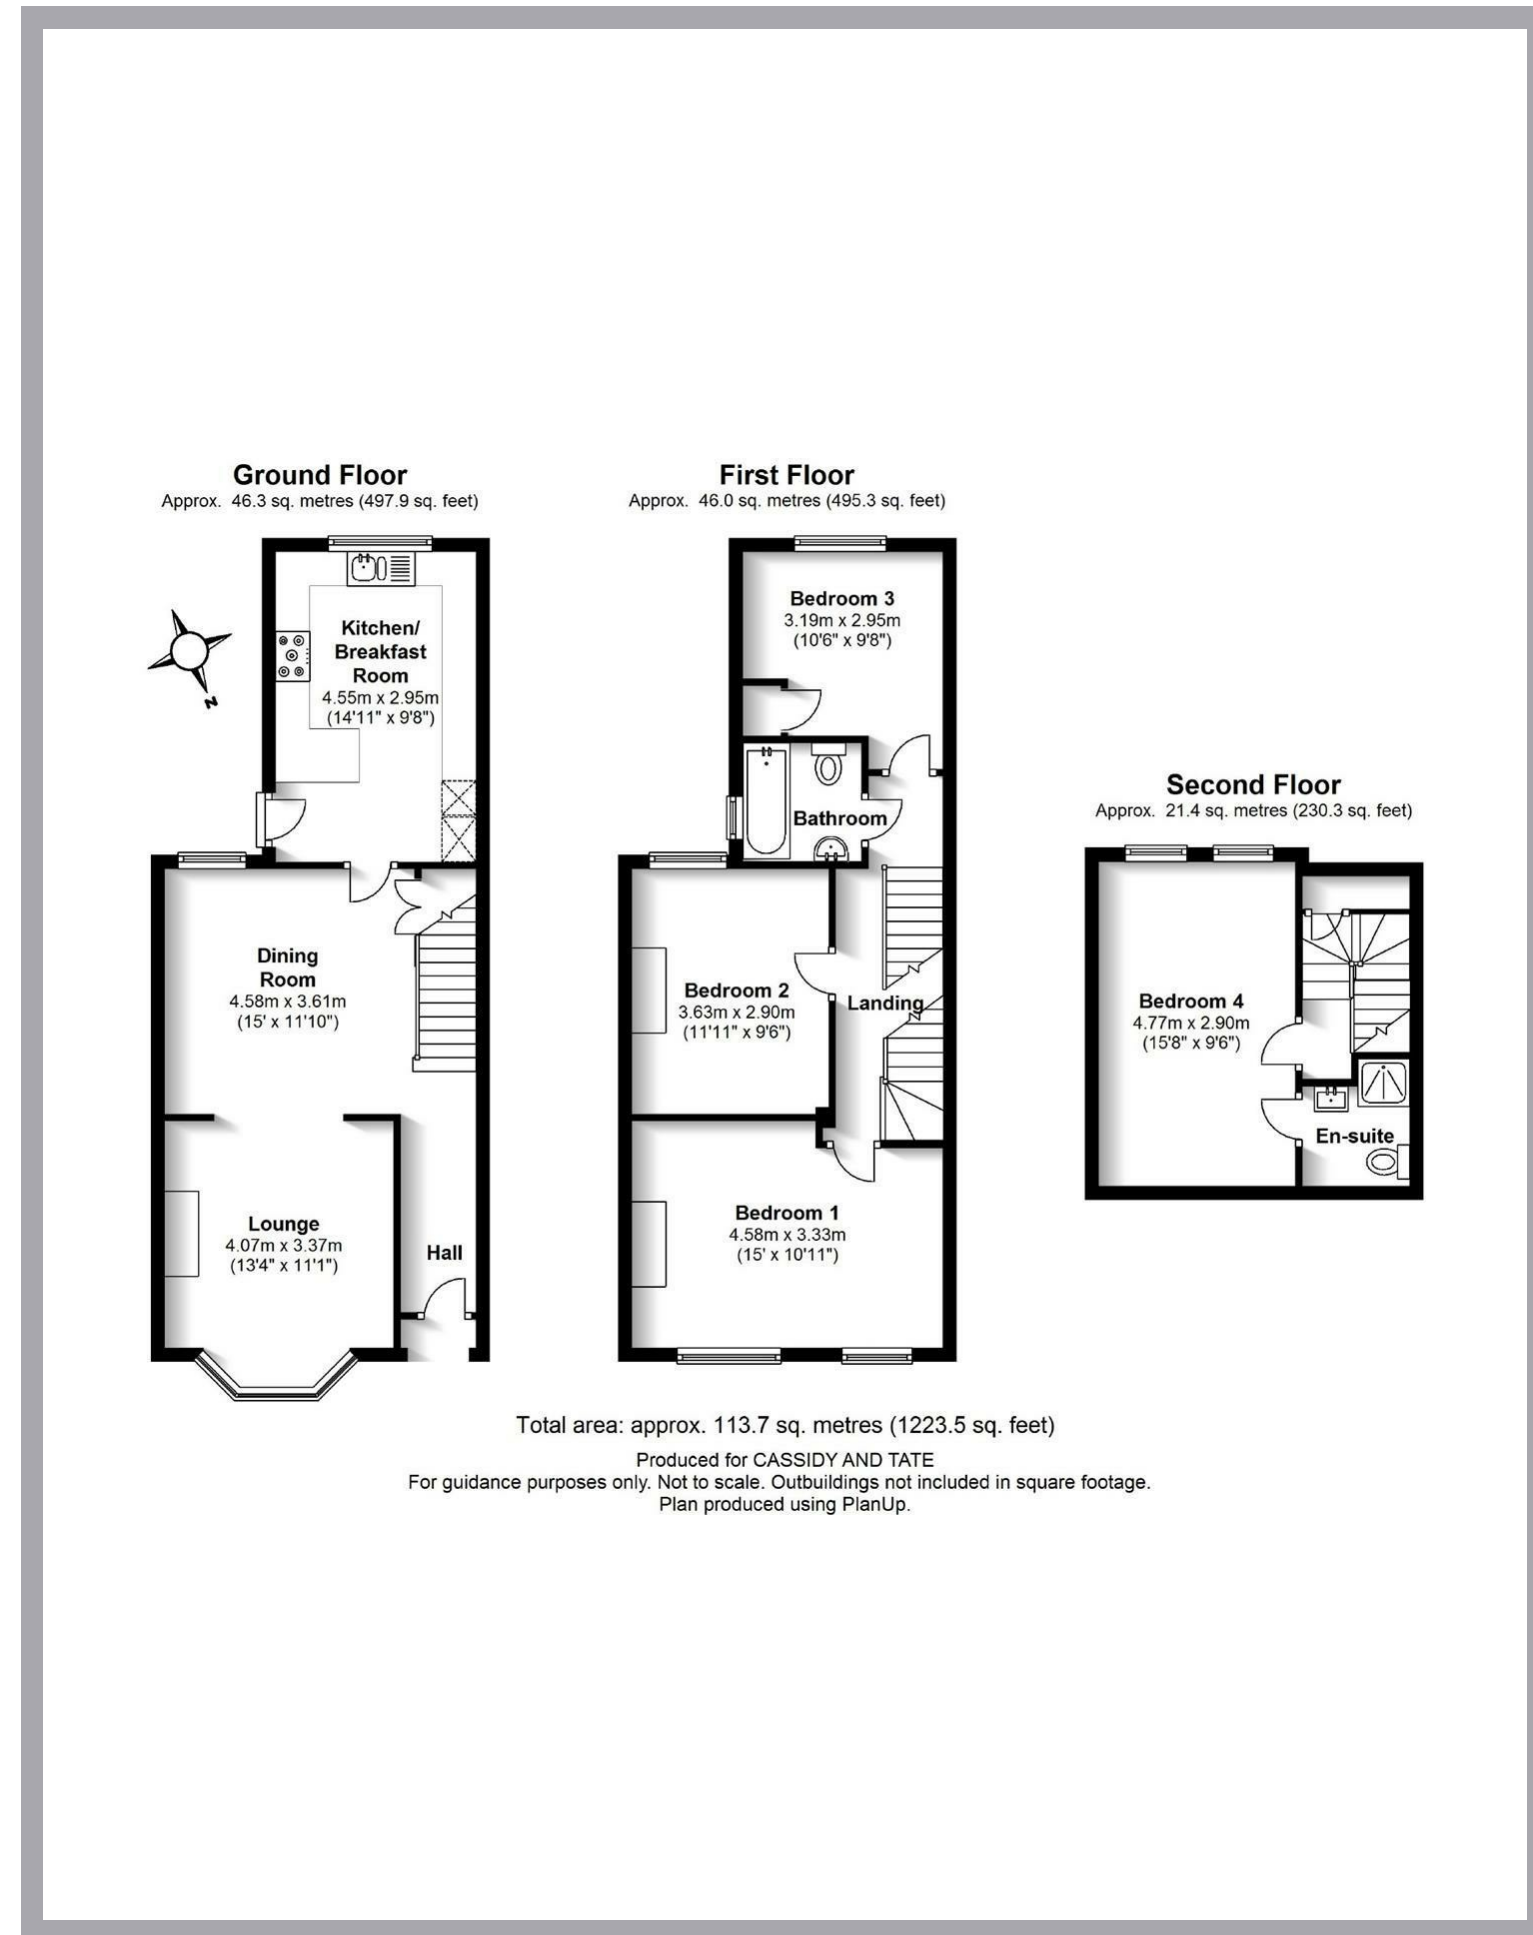 Ground Floor
Approx. 46.3 sq. metres (497.9 sq. feet)
Kitchen/
Breakfast
Room
4.55m x 2.95m
(14'11" x 9'8")
N
Dining
Room
4.58m x 3.61m
(15' x 11'10")
Lounge
4.07m x 3.37m
(13'4" x 11'1")
Hall
First Floor
Approx. 46.0 sq. metres (495.3 sq. feet)
Bedroom 3
3.19m x 2.95m
(10'6" x 9'8")
Bathroom
Bedroom 2
3.63m x 2.90m
(11'11" x 9'6")
Landing
Bedroom 1
4.58m x 3.33m
(15' x 10'11")
Second Floor
Approx. 21.4 sq. metres (230.3 sq. feet)
Bedroom 4
4.77m x 2.90m
(15'8" x 9'6")
En-suite
Total area: approx. 113.7 sq. metres (1223.5 sq. feet)
Produced for CASSIDY AND TATE
For guidance purposes only. Not to scale. Outbuildings not included in square footage.
Plan produced using PlanUp.